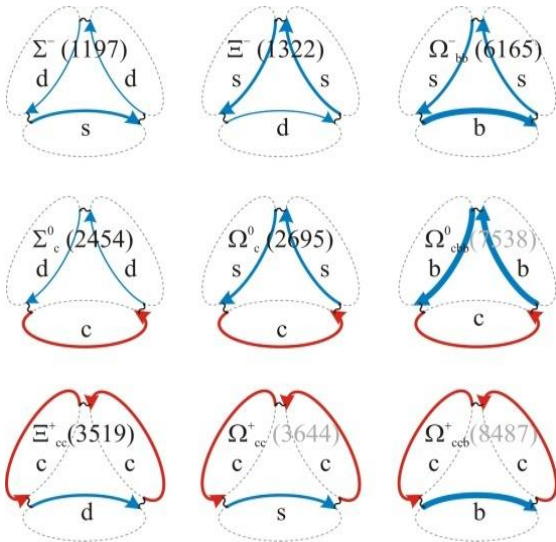 Σ⁻ (1197) Ξ⁻ (1322) Ω⁻bb (6165)
d d s s s s
s d b
Σ⁰c (2454) Ω⁰c (2695) Ω⁰cbb (7538)
d d s s b b
c c c
Ξ⁺cc (3519) Ω⁺cc (3644) Ω⁺ccb (8487)
c c c c c c
d s b